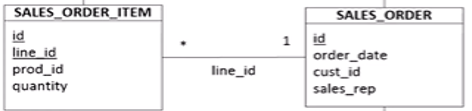 SALES_ORDER_ITEM
id
line_id
prod_id
quantity
* 1
line_id
SALES_ORDER
id
order_date
cust_id
sales_rep